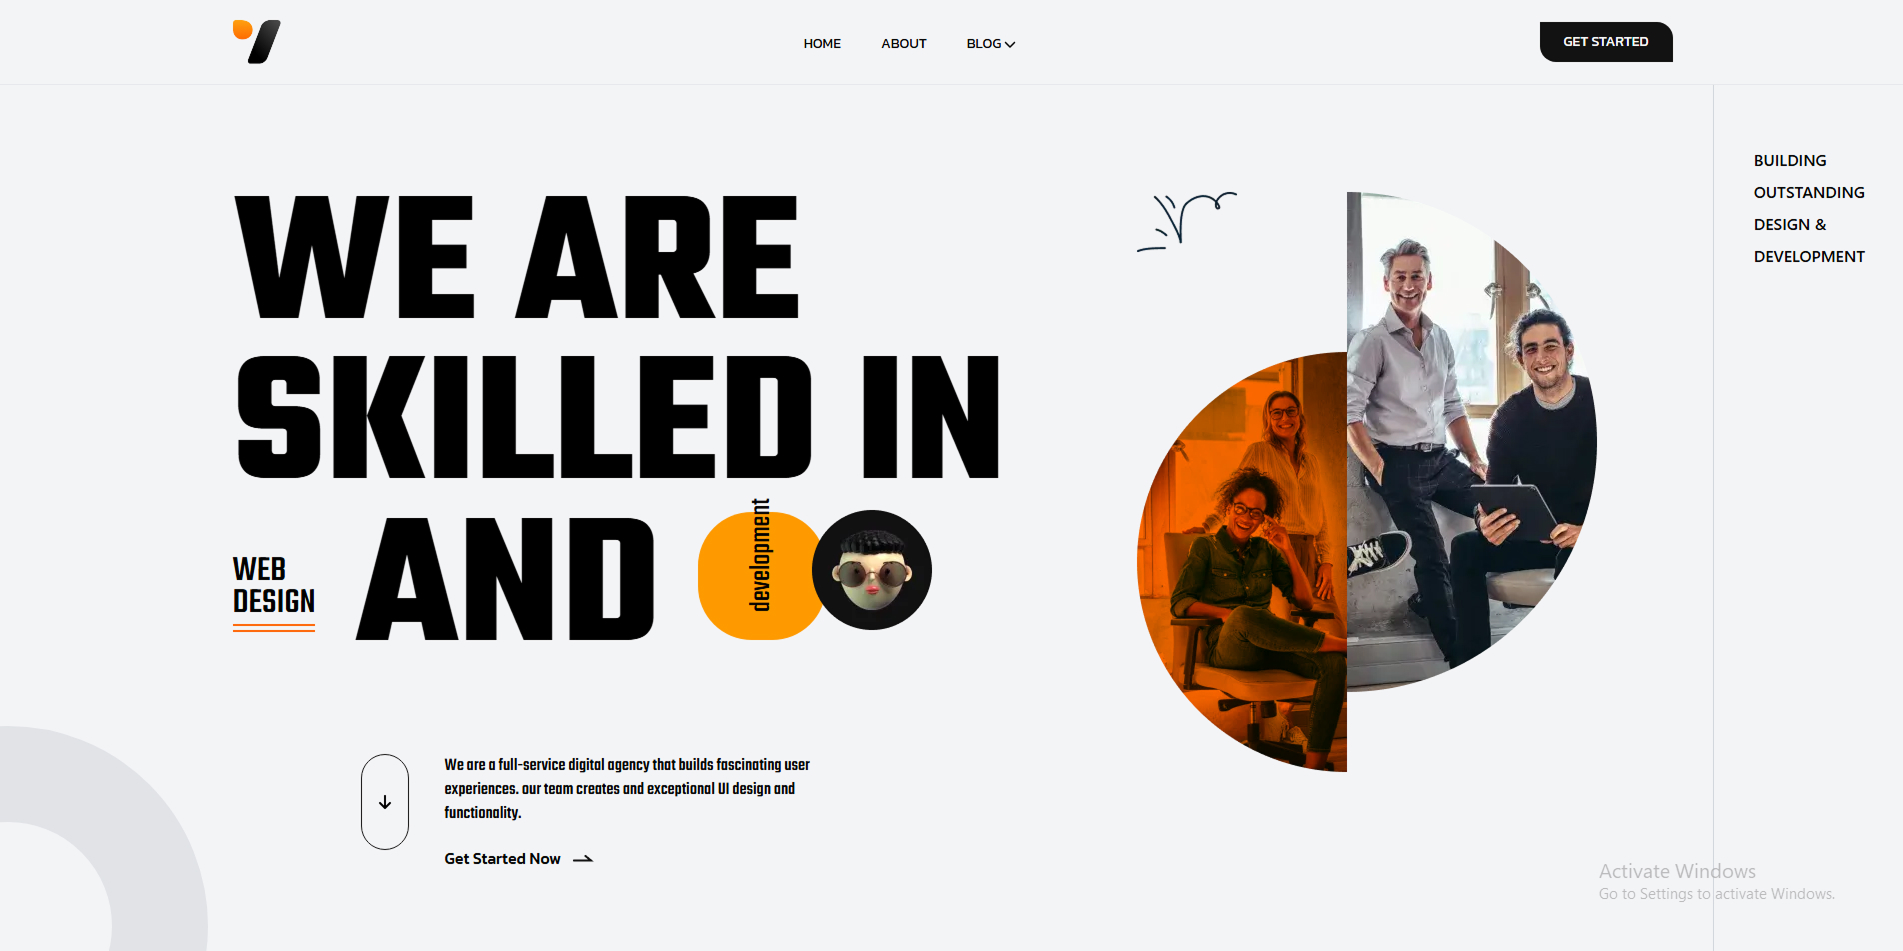 HOME
ABOUT
BLOG
GET STARTED
BUILDING
OUTSTANDING
DESIGN &
DEVELOPMENT
WE ARE
SKILLED IN
WEB
DESIGN
AND
development
We are a full-service digital agency that builds fascinating user
experiences. our team creates and exceptional UI design and
functionality.
Get Started Now
Activate Windows
Go to Settings to activate Windows.